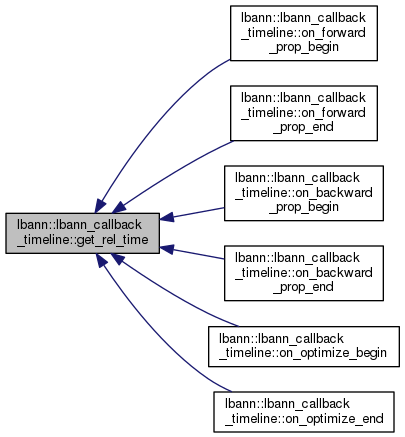 lbann::lbann_callback
_timeline::on_forward
_prop_begin
lbann::lbann_callback
_timeline::on_forward
_prop_end
lbann::lbann_callback
_timeline::on_backward
_prop_begin
lbann::lbann_callback
_timeline::get_rel_time
lbann::lbann_callback
_timeline::on_backward
_prop_end
lbann::lbann_callback
_timeline::on_optimize_begin
lbann::lbann_callback
_timeline::on_optimize_end